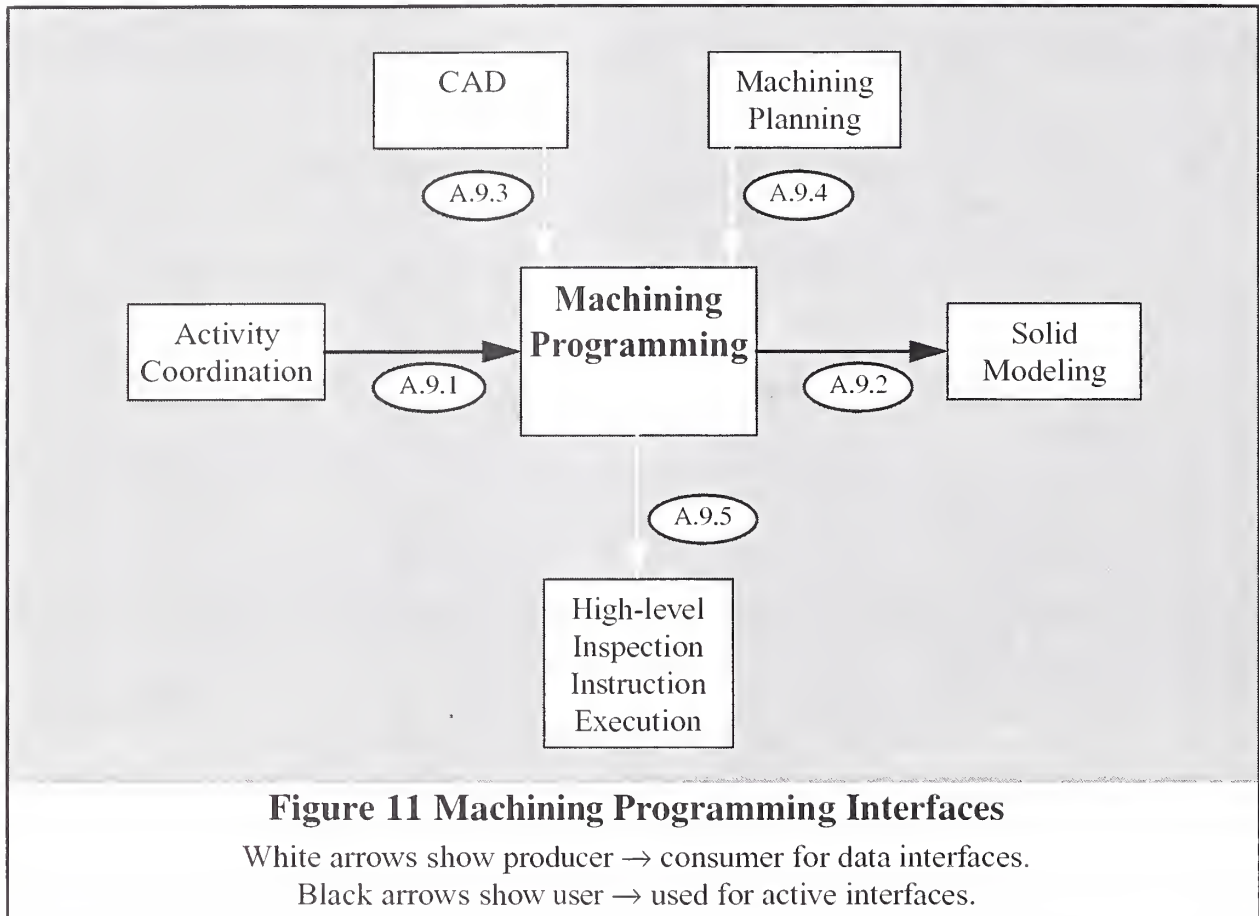 CAD
Machining
Planning
A.9.3
A.9.4
Machining
Programming
Activity
Coordination
Solid
Modeling
A.9.1
A.9.2
A.9.5
High-level
Inspection
Instruction
Execution
Figure 11 Machining Programming Interfaces
White arrows show producer → consumer for data interfaces.
Black arrows show user → used for active interfaces.